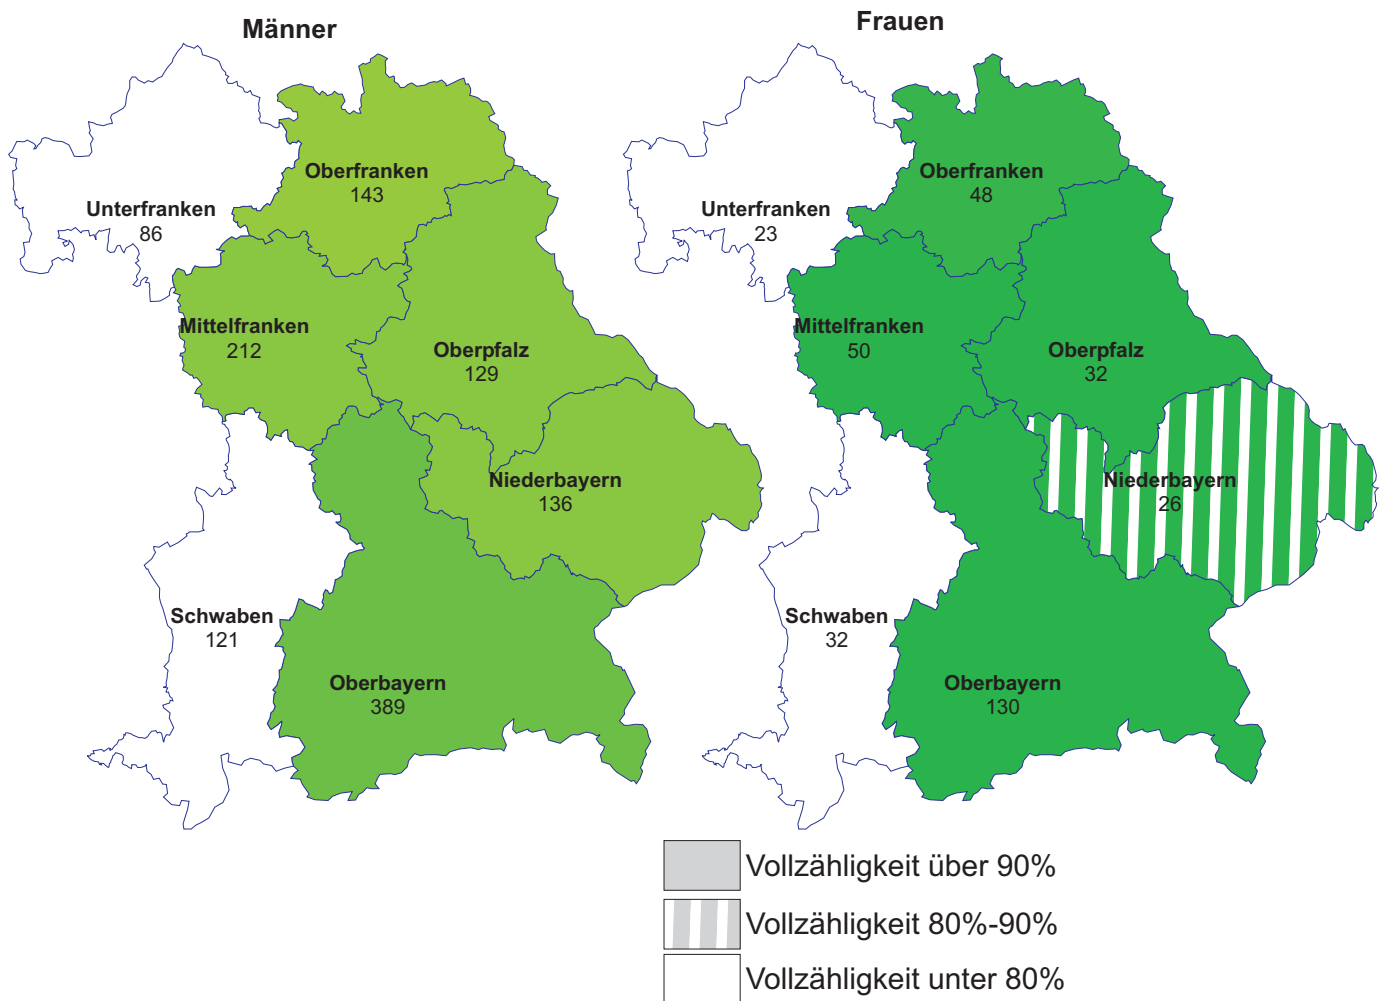 Männer
Oberfranken
143
Unterfranken
86
Mittelfranken
212
Oberpfalz
129
Niederbayern
136
Schwaben
121
Oberbayern
389
Frauen
Oberfranken
48
Unterfranken
23
Mittelfranken
50
Oberpfalz
32
Niederbayern
26
Schwaben
32
Oberbayern
130
Vollzähligkeit über 90%
Vollzähligkeit 80%-90%
Vollzähligkeit unter 80%